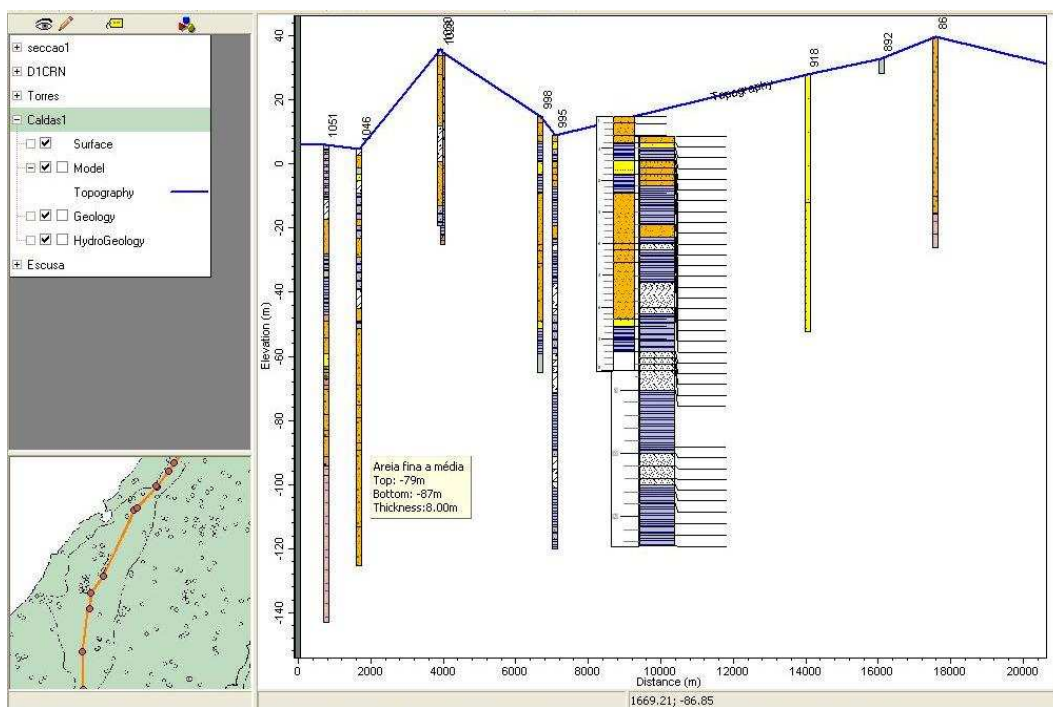 seccao1
D1CRN
Torres
Caldas1
Surface
Model
Topography
Geology
HydroGeology
Escusa
Elevation (m)
40
20
0
-20
-40
-60
-80
-100
-120
-140
1051
1046
998
995
918
892
86
Topography
Areia fina a média
Top: -79m
Bottom: -87m
Thickness:8.00m
0
2000
4000
6000
8000
10000
12000
14000
16000
18000
20000
Distance (m)
1669.21; -86.85